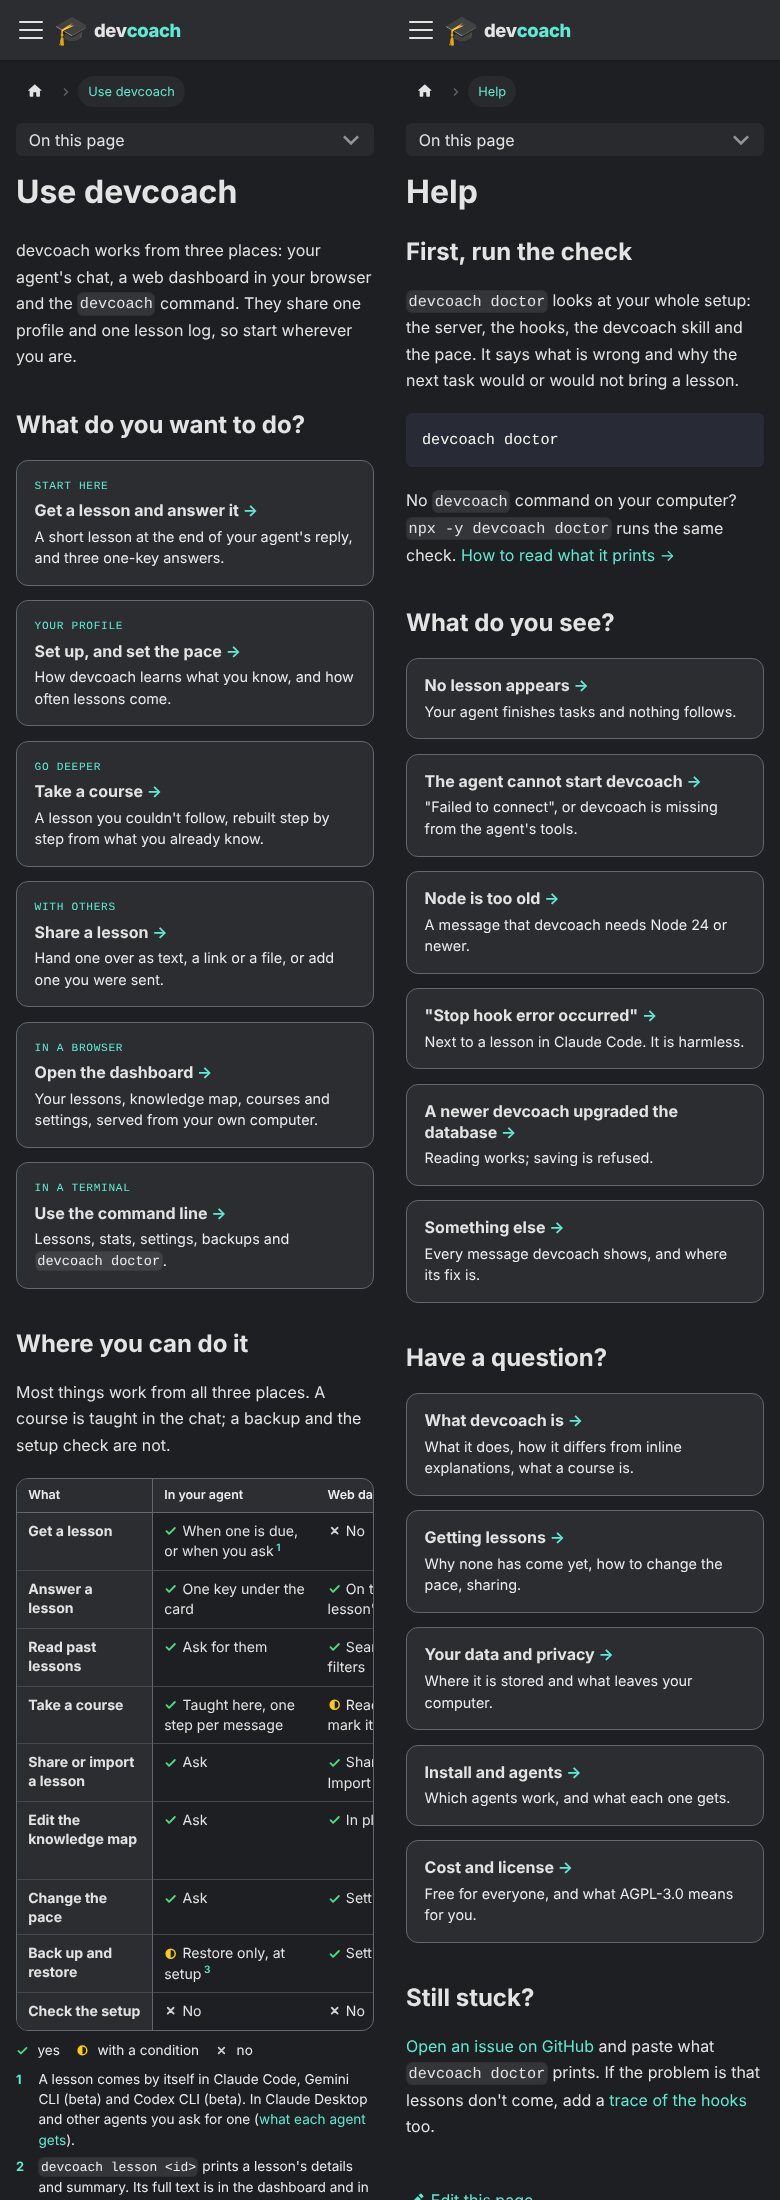 devcoach
Use devcoach
On this page
Use devcoach
devcoach works from three places: your
agent's chat, a web dashboard in your browser
and the devcoach command. They share one
profile and one lesson log, so start wherever
you are.
What do you want to do?
START HERE
Get a lesson and answer it →
A short lesson at the end of your agent's reply,
and three one-key answers.
YOUR PROFILE
Set up, and set the pace →
How devcoach learns what you know, and how
often lessons come.
GO DEEPER
Take a course →
A lesson you couldn't follow, rebuilt step by
step from what you already know.
WITH OTHERS
Share a lesson →
Hand one over as text, a link or a file, or add
one you were sent.
IN A BROWSER
Open the dashboard →
Your lessons, knowledge map, courses and
settings, served from your own computer.
IN A TERMINAL
Use the command line →
Lessons, stats, settings, backups and
devcoach doctor.
Where you can do it
Most things work from all three places. A
course is taught in the chat; a backup and the
setup check are not.
What In your agent Web da
Get a lesson ✓ When one is due, ✕ No
or when you ask 1
Answer a ✓ One key under the ✓ On t
lesson card lesson'
Read past ✓ Ask for them ✓ Sear
lessons filters
Take a course ✓ Taught here, one Read
step per message mark it
Share or import ✓ Ask ✓ Shar
a lesson Import
Edit the ✓ Ask ✓ In pl
knowledge map
Change the ✓ Ask ✓ Sett
pace
Back up and Restore only, at ✓ Sett
restore setup 3
Check the setup ✕ No ✕ No
✓ yes with a condition ✕ no
1 A lesson comes by itself in Claude Code, Gemini
CLI (beta) and Codex CLI (beta). In Claude Desktop
and other agents you ask for one (what each agent
gets).
2 devcoach lesson <id> prints a lesson's details
and summary. Its full text is in the dashboard and in
devcoach
Help
On this page
Help
First, run the check
devcoach doctor looks at your whole setup:
the server, the hooks, the devcoach skill and
the pace. It says what is wrong and why the
next task would or would not bring a lesson.
devcoach doctor
No devcoach command on your computer?
npx -y devcoach doctor runs the same
check. How to read what it prints →
What do you see?
No lesson appears →
Your agent finishes tasks and nothing follows.
The agent cannot start devcoach →
"Failed to connect", or devcoach is missing
from the agent's tools.
Node is too old →
A message that devcoach needs Node 24 or
newer.
"Stop hook error occurred" →
Next to a lesson in Claude Code. It is harmless.
A newer devcoach upgraded the
database →
Reading works; saving is refused.
Something else →
Every message devcoach shows, and where
its fix is.
Have a question?
What devcoach is →
What it does, how it differs from inline
explanations, what a course is.
Getting lessons →
Why none has come yet, how to change the
pace, sharing.
Your data and privacy →
Where it is stored and what leaves your
computer.
Install and agents →
Which agents work, and what each one gets.
Cost and license →
Free for everyone, and what AGPL-3.0 means
for you.
Still stuck?
Open an issue on GitHub and paste what
devcoach doctor prints. If the problem is that
lessons don't come, add a trace of the hooks
too.
Edit this page